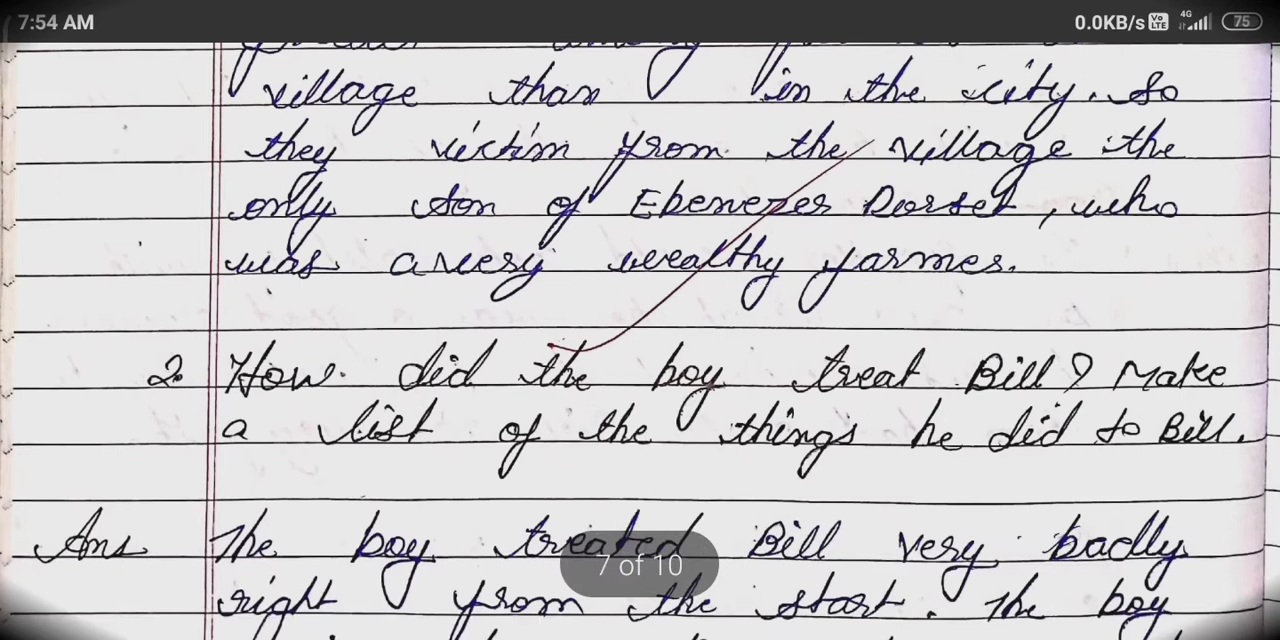 7:54 AM 0.0KB/s Vo LTE 4G 75
village than in the city. So
they victim from the village the
only son of Ebenezer Dorset, who
was a very wealthy farmer.
2. How did the boy treat Bill? Make
a list of the things he did to Bill.
Ans The boy treated Bill very badly
7 of 10
right from the start. The boy